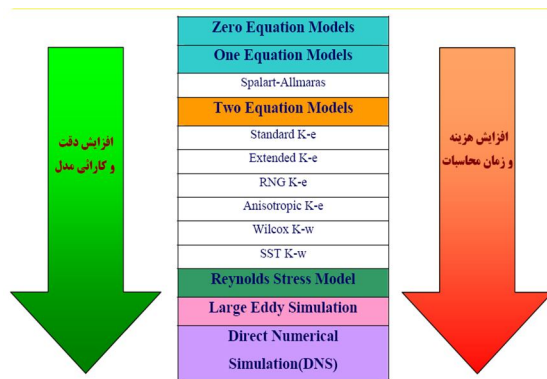 Zero Equation Models
One Equation Models
Spalart-Allmaras
Two Equation Models
Standard K-e
Extended K-e
RNG K-e
Anisotropic K-e
Wilcox K-w
SST K-w
Reynolds Stress Model
Large Eddy Simulation
Direct Numerical
Simulation(DNS)
افزایش دقت
و کارائی مدل
افزایش هزینه
و زمان محاسبات